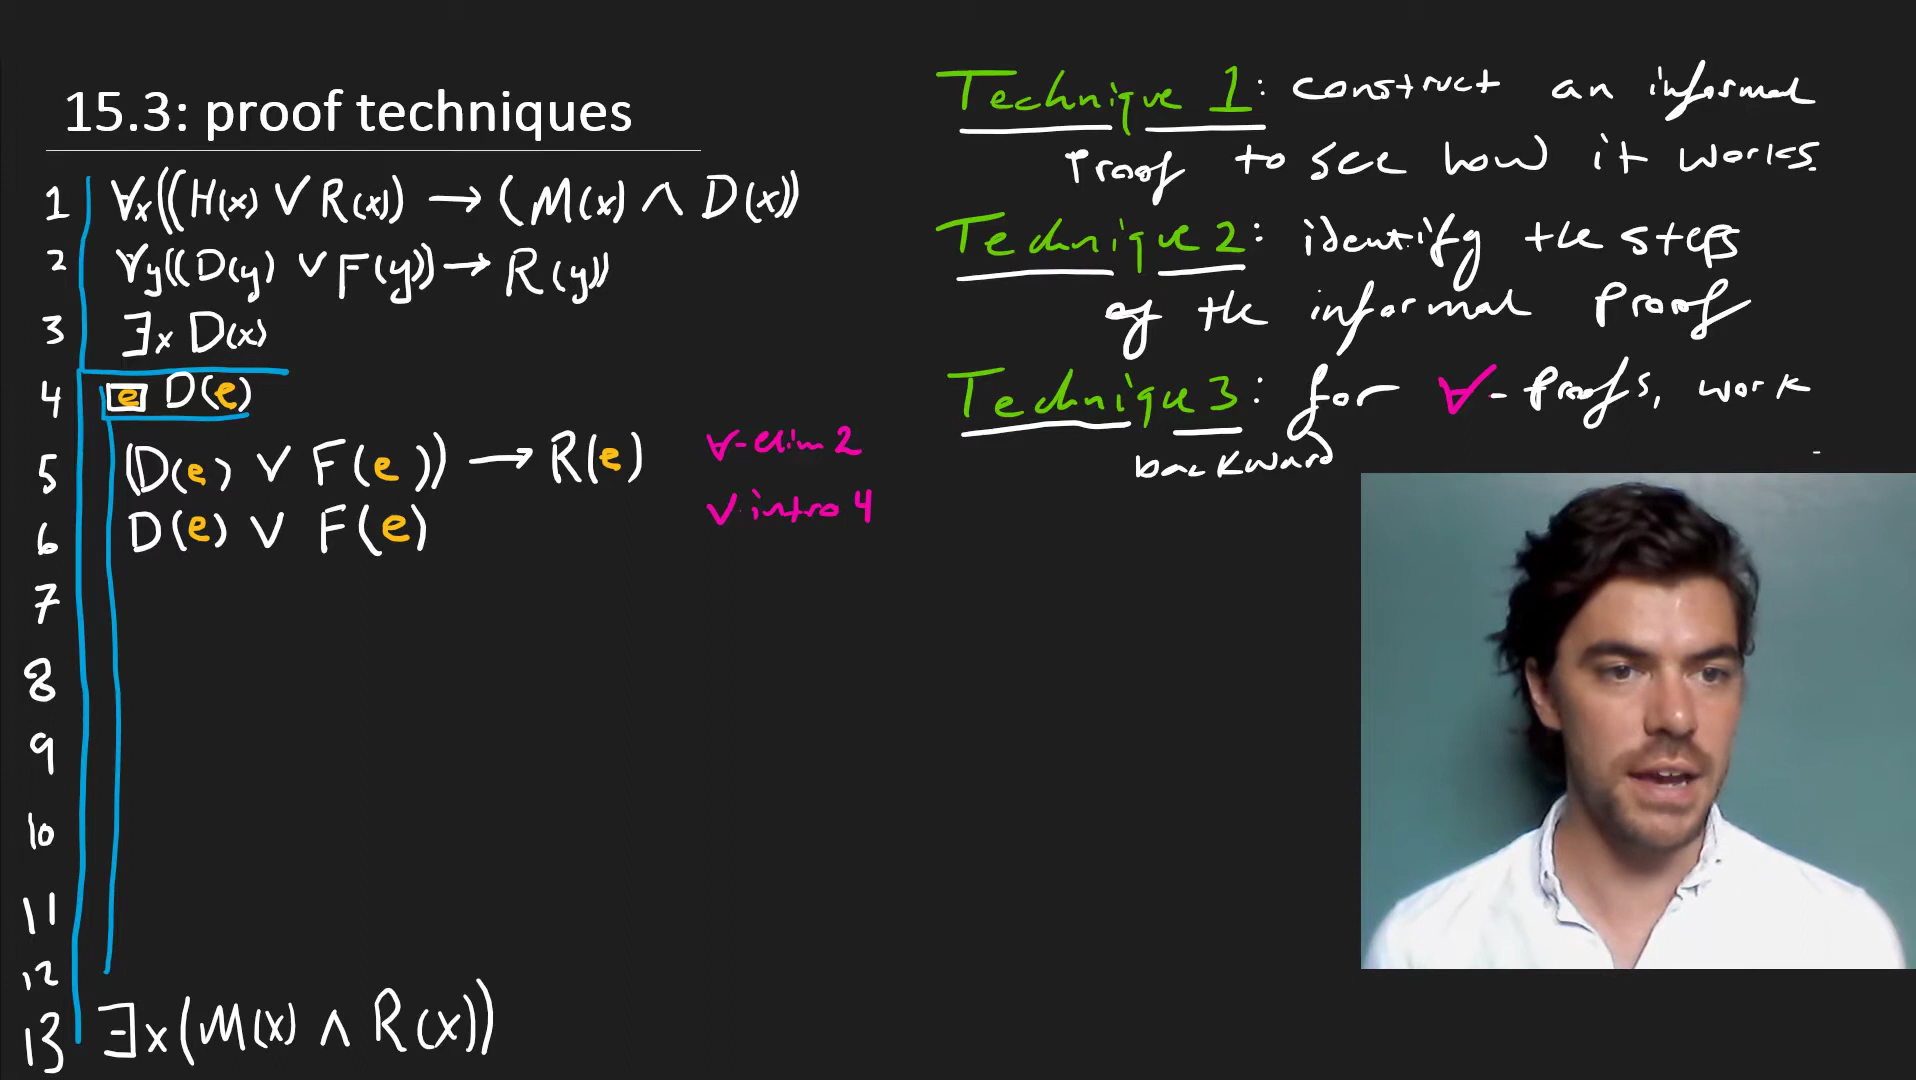 15.3: proof techniques
1 ∀x((H(x) ∨ R(x)) → (M(x) ∧ D(x))
2 ∀y((D(y) ∨ F(y)) → R(y))
3 ∃x D(x)
4 e D(e)
5 (D(e) ∨ F(e)) → R(e) ∀-elim 2
6 D(e) ∨ F(e) ∨-intro 4
7
8
9
10
11
12
13 ∃x(M(x) ∧ R(x))
Technique 1: construct an informal
proof to see how it works.
Technique 2: identify the steps
of the informal proof
Technique 3: for ∀-proofs, work
backward